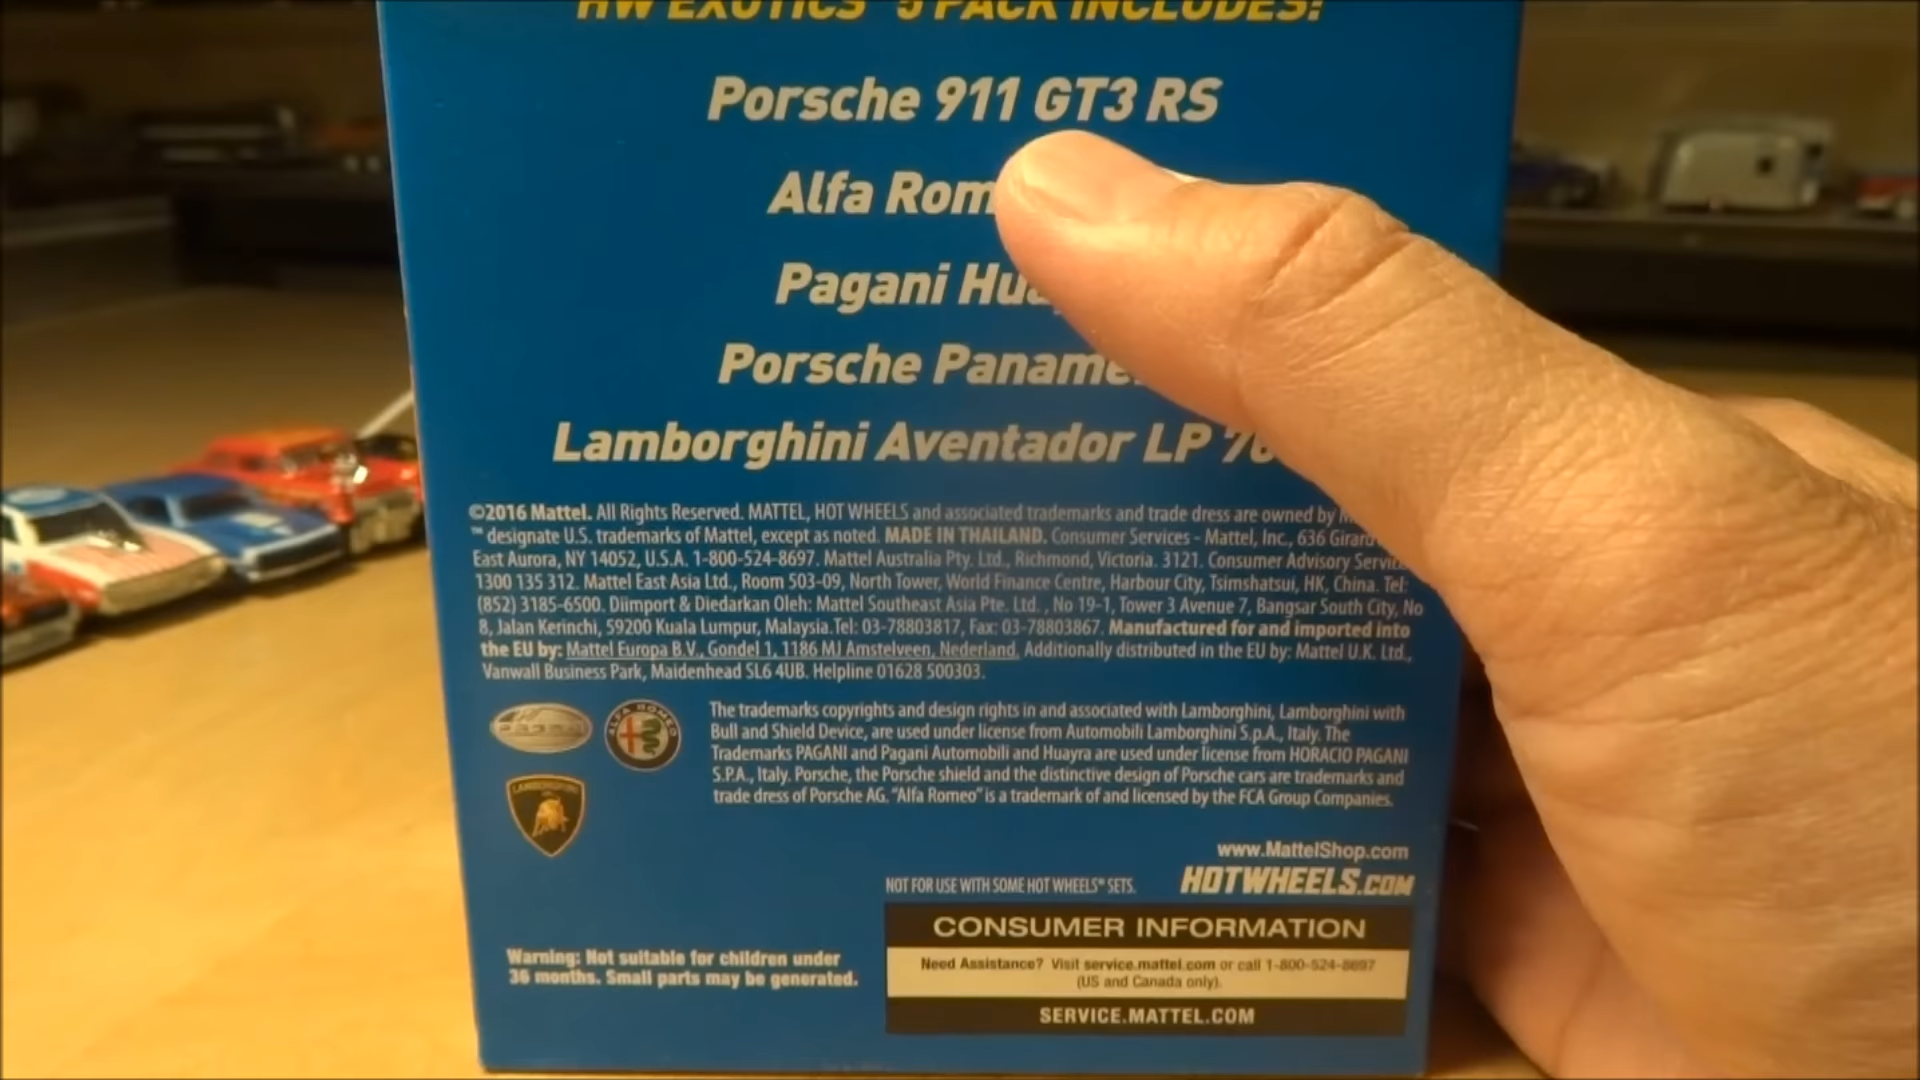 HW EXOTICS 5 PACK INCLUDES:
Porsche 911 GT3 RS
Alfa Rom
Pagani Hua
Porsche Paname
Lamborghini Aventador LP
©2016 Mattel. All Rights Reserved. MATTEL, HOT WHEELS and associated trademarks and trade dress are owned by
™ designate U.S. trademarks of Mattel, except as noted. MADE IN THAILAND. Consumer Services - Mattel, Inc., 636 Girard
East Aurora, NY 14052, U.S.A. 1-800-524-8697. Mattel Australia Pty. Ltd., Richmond, Victoria. 3121. Consumer Advisory Servi
1300 135 312. Mattel East Asia Ltd., Room 503-09, North Tower, World Finance Centre, Harbour City, Tsimshatsui, HK, China. Tel:
(852) 3185-6500. Diimport & Diedarkan Oleh: Mattel Southeast Asia Pte. Ltd. , No 19-1, Tower 3 Avenue 7, Bangsar South City, No
8, Jalan Kerinchi, 59200 Kuala Lumpur, Malaysia.Tel: 03-78803817, Fax: 03-78803867. Manufactured for and imported into
the EU by: Mattel Europa B.V., Gondel 1, 1186 MJ Amstelveen, Nederland. Additionally distributed in the EU by: Mattel U.K. Ltd.,
Vanwall Business Park, Maidenhead SL6 4UB. Helpline 01628 500303.
ALFA ROMEO
LAMBORGHINI
The trademarks copyrights and design rights in and associated with Lamborghini, Lamborghini with
Bull and Shield Device, are used under license from Automobili Lamborghini S.p.A., Italy. The
Trademarks PAGANI and Pagani Automobili and Huayra are used under license from HORACIO PAGANI
S.P.A., Italy. Porsche, the Porsche shield and the distinctive design of Porsche cars are trademarks and
trade dress of Porsche AG. "Alfa Romeo" is a trademark of and licensed by the FCA Group Companies.
www.MattelShop.com
NOT FOR USE WITH SOME HOT WHEELS® SETS.
HOTWHEELS.COM
Warning: Not suitable for children under
36 months. Small parts may be generated.
CONSUMER INFORMATION
Need Assistance? Visit service.mattel.com or call 1-800-524-8697
(US and Canada only).
SERVICE.MATTEL.COM